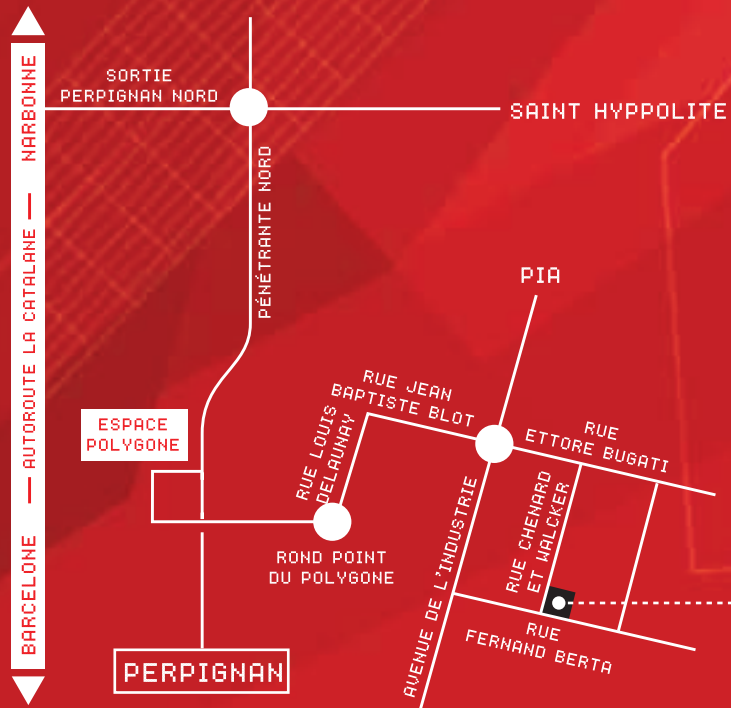 NARBONNE
AUTOROUTE LA CATALANE
BARCELONE
SORTIE
PERPIGNAN NORD
SAINT HYPPOLITE
PÉNÉTRANTE NORD
PIA
ESPACE
POLYGONE
RUE LOUIS
DELAUNAY
RUE JEAN
BAPTISTE BLOT
RUE
ETTORE BUGATI
ROND POINT
DU POLYGONE
AVENUE DE L'INDUSTRIE
RUE CHENARD
ET WALCKER
RUE
FERNAND BERTA
PERPIGNAN